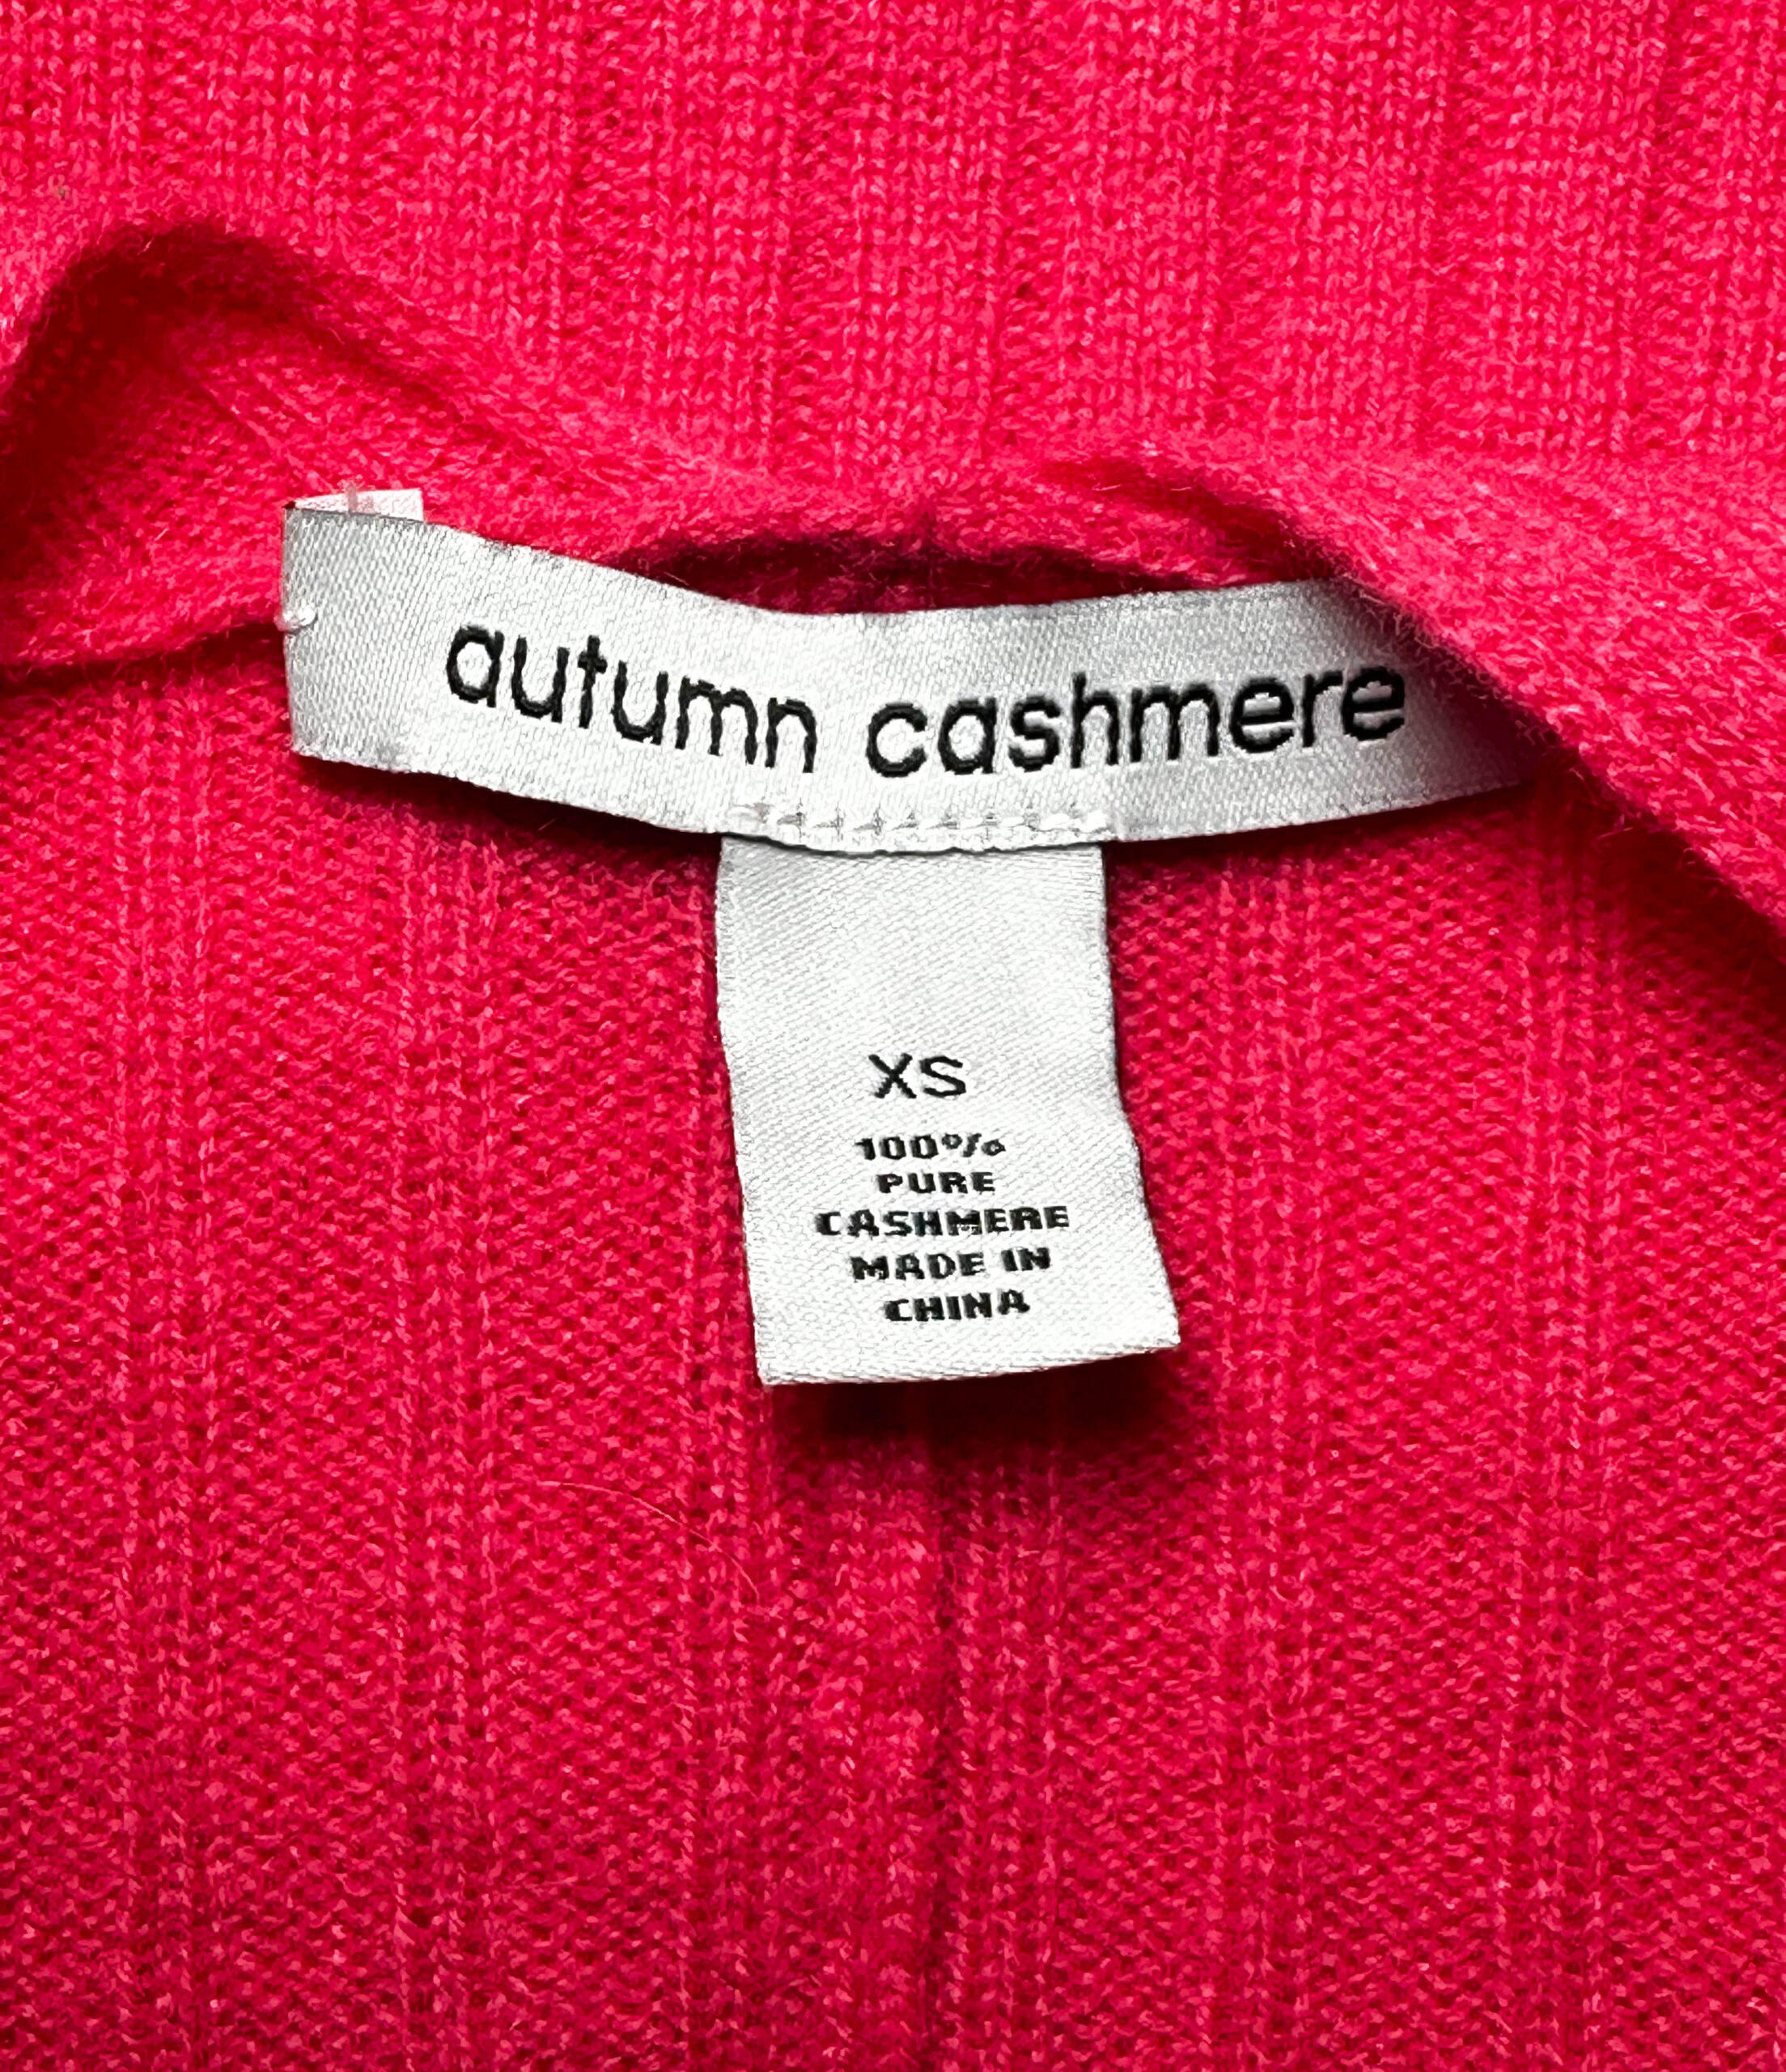 autumn cashmere
XS
100%
PURE
CASHMERE
MADE IN
CHINA